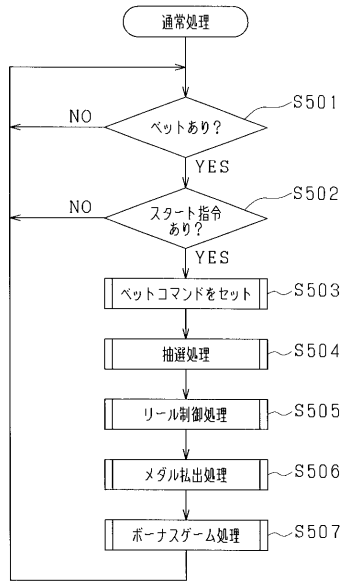 通常処理
ベットあり?
S501
NO
YES
スタート指令
あり?
S502
NO
YES
ベットコマンドをセット
S503
抽選処理
S504
リール制御処理
S505
メダル払出処理
S506
ボーナスゲーム処理
S507